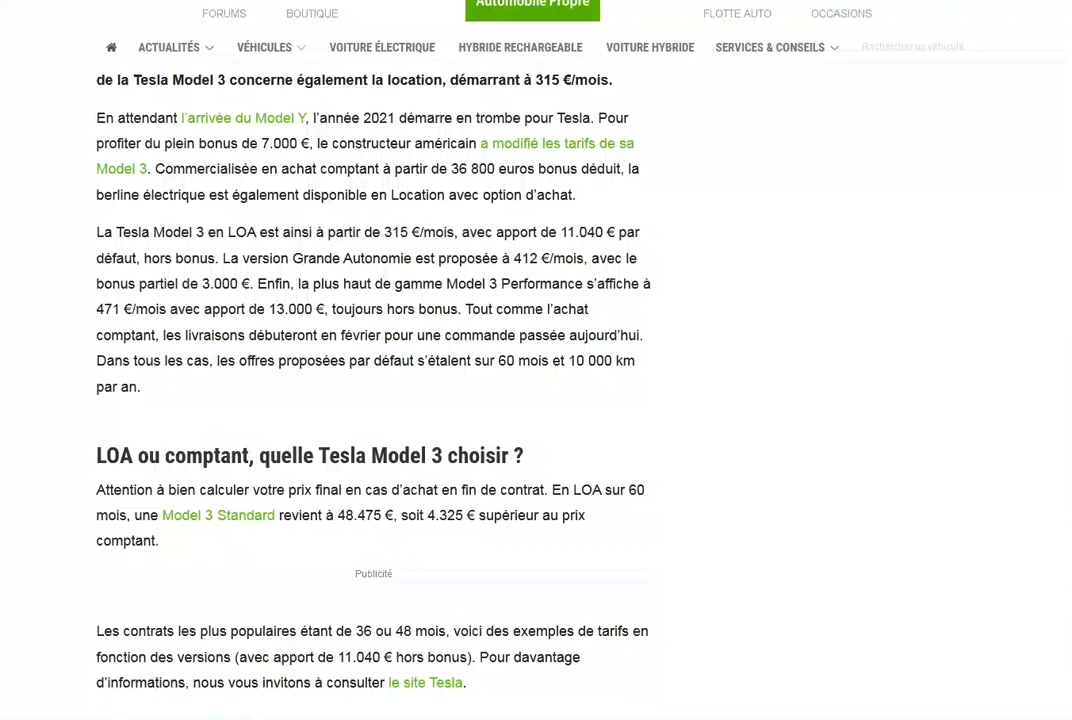 FORUMS BOUTIQUE Automobile Propre FLOTTE AUTO OCCASIONS
ACTUALITÉS VÉHICULES VOITURE ÉLECTRIQUE HYBRIDE RECHARGEABLE VOITURE HYBRIDE SERVICES & CONSEILS Rechercher un véhicule
de la Tesla Model 3 concerne également la location, démarrant à 315 €/mois.
En attendant l’arrivée du Model Y, l’année 2021 démarre en trombe pour Tesla. Pour
profiter du plein bonus de 7.000 €, le constructeur américain a modifié les tarifs de sa
Model 3. Commercialisée en achat comptant à partir de 36 800 euros bonus déduit, la
berline électrique est également disponible en Location avec option d’achat.
La Tesla Model 3 en LOA est ainsi à partir de 315 €/mois, avec apport de 11.040 € par
défaut, hors bonus. La version Grande Autonomie est proposée à 412 €/mois, avec le
bonus partiel de 3.000 €. Enfin, la plus haut de gamme Model 3 Performance s’affiche à
471 €/mois avec apport de 13.000 €, toujours hors bonus. Tout comme l’achat
comptant, les livraisons débuteront en février pour une commande passée aujourd’hui.
Dans tous les cas, les offres proposées par défaut s’étalent sur 60 mois et 10 000 km
par an.
LOA ou comptant, quelle Tesla Model 3 choisir ?
Attention à bien calculer votre prix final en cas d’achat en fin de contrat. En LOA sur 60
mois, une Model 3 Standard revient à 48.475 €, soit 4.325 € supérieur au prix
comptant.
Publicité
Les contrats les plus populaires étant de 36 ou 48 mois, voici des exemples de tarifs en
fonction des versions (avec apport de 11.040 € hors bonus). Pour davantage
d’informations, nous vous invitons à consulter le site Tesla.